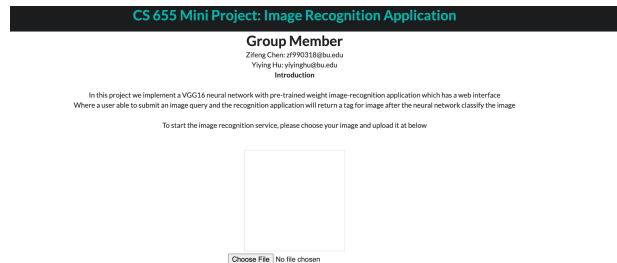 CS 655 Mini Project: Image Recognition Application
Group Member
Zifeng Chen: zf990318@bu.edu
Yiying Hu: yiyinghu@bu.edu
Introduction
In this project we implement a VGG16 neural network with pre-trained weight image-recognition application which has a web interface
Where a user able to submit an image query and the recognition application will return a tag for image after the neural network classify the image
To start the image recognition service, please choose your image and upload it at below
Choose File No file chosen